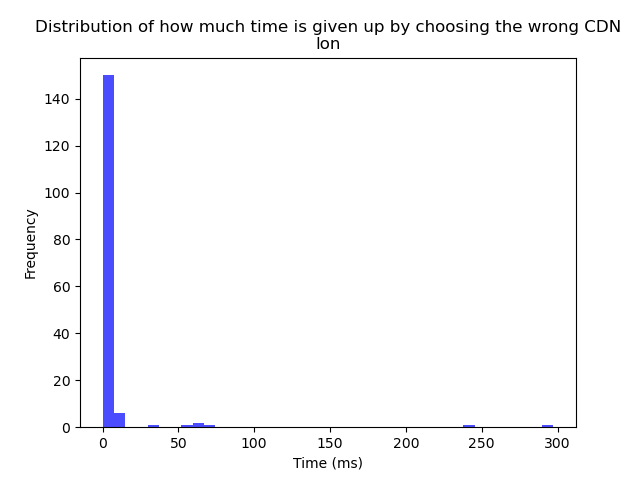 Distribution of how much time is given up by choosing the wrong CDN
lon
140
120
100
80
60
40
20
0
Frequency
0 50 100 150 200 250 300
Time (ms)